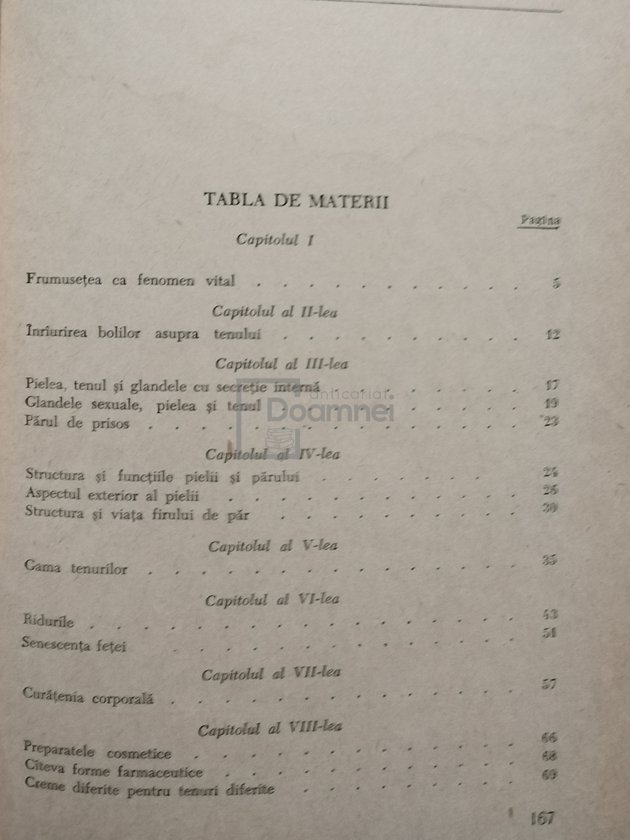 TABLA DE MATERII
Pagina
Capitolul I
Frumusețea ca fenomen vital . . . . . . . . . . . 5
Capitolul al II-lea
Înrîurirea bolilor asupra tenului . . . . . . . . . 12
Capitolul al III-lea
Pielea, tenul și glandele cu secreție internă . . . . . 17
Glandele sexuale, pielea și tenul . . . . . . . . . 19
Părul de prisos . . . . . . . . . . . . . . 23
anticariat
Doamnei
Capitolul al IV-lea
Structura și funcțiile pielii și părului . . . . . . . 24
Aspectul exterior al pielii . . . . . . . . . . . 26
Structura și viața firului de păr . . . . . . . . . 30
Capitolul al V-lea
Gama tenurilor . . . . . . . . . . . . . . 35
Capitolul al VI-lea
Ridurile . . . . . . . . . . . . . . . . . 43
Senescența feței . . . . . . . . . . . . . 51
Capitolul al VII-lea
Curățenia corporală . . . . . . . . . . . . . 57
Capitolul al VIII-lea
Preparatele cosmetice . . . . . . . . . . . . 66
Cîteva forme farmaceutice . . . . . . . . . . . 68
Creme diferite pentru tenuri diferite . . . . . . . . 69
167